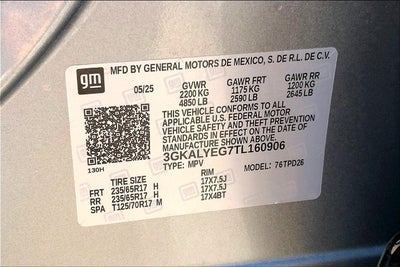 gm
MFD BY GENERAL MOTORS DE MEXICO, S. DE R.L. DE C.V.
05/25 GVWR GAWR FRT GAWR RR
2200 KG 1175 KG 1200 KG
4850 LB 2590 LB 2645 LB
THIS VEHICLE CONFORMS TO ALL
APPLICABLE U.S. FEDERAL MOTOR
VEHICLE SAFETY AND THEFT PREVENTION
STANDARDS IN EFFECT ON THE DATE OF
MANUFACTURE SHOWN ABOVE.
3GKALYEG7TL160906
130H TYPE: MPV MODEL: 76TPD26
TIRE SIZE RIM
FRT 235/65R17 H 17X7.5J
RR 235/65R17 H 17X7.5J
SPA T125/70R17 M 17X4BT